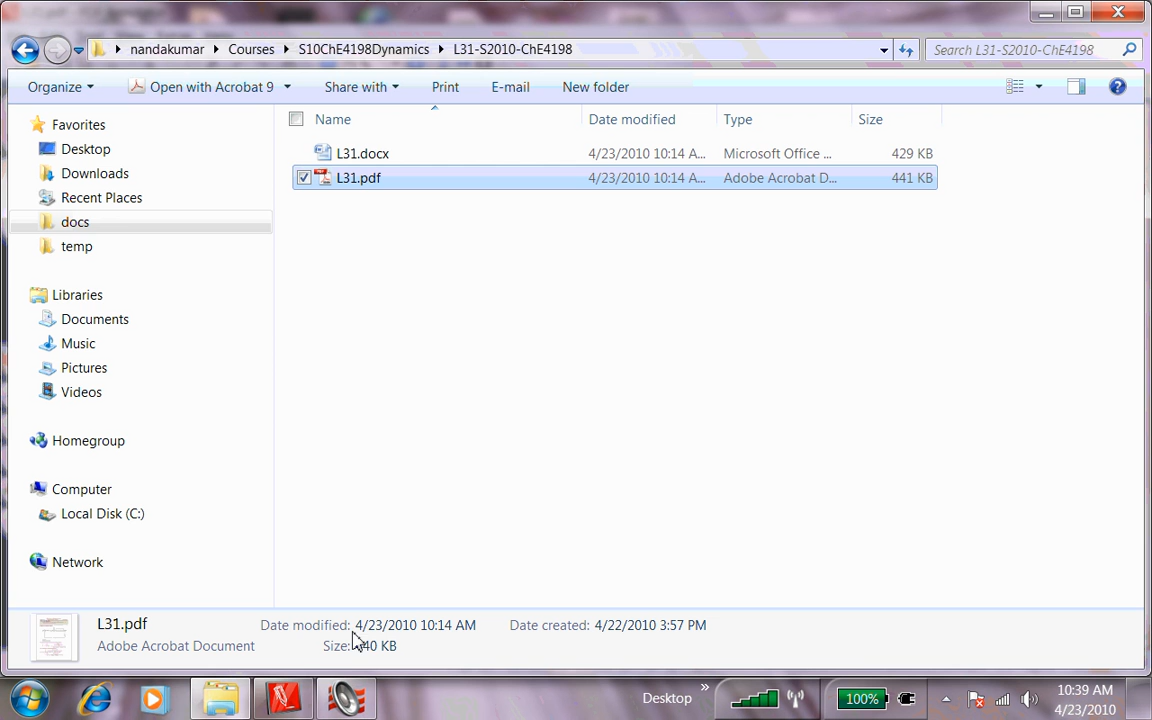 nandakumar Courses S10ChE4198Dynamics L31-S2010-ChE4198 Search L31-S2010-ChE4198
Organize Open with Acrobat 9 Share with Print E-mail New folder
Name Date modified Type Size
L31.docx 4/23/2010 10:14 A... Microsoft Office ... 429 KB
L31.pdf 4/23/2010 10:14 A... Adobe Acrobat D... 441 KB
Favorites
Desktop
Downloads
Recent Places
docs
temp
Libraries
Documents
Music
Pictures
Videos
Homegroup
Computer
Local Disk (C:)
Network
L31.pdf Date modified: 4/23/2010 10:14 AM Date created: 4/22/2010 3:57 PM
Adobe Acrobat Document Size: 40 KB
Desktop » 100% 10:39 AM
4/23/2010